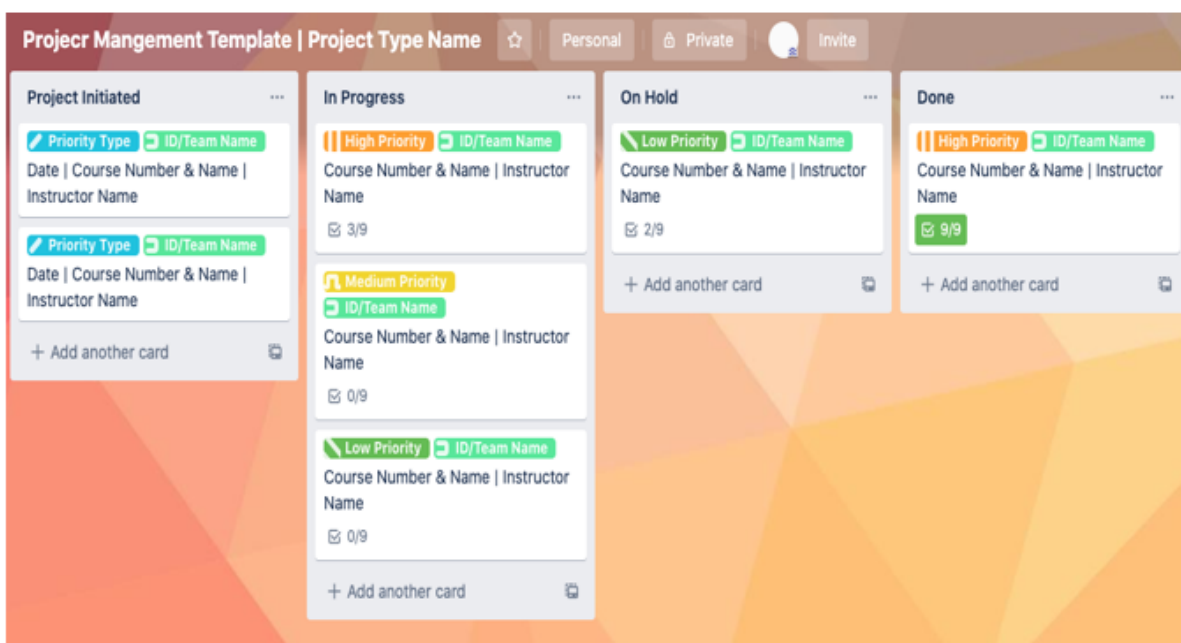 Projecr Mangement Template | Project Type Name
Personal
Private
Invite
Project Initiated
Priority Type
ID/Team Name
Date | Course Number & Name |
Instructor Name
Priority Type
ID/Team Name
Date | Course Number & Name |
Instructor Name
+ Add another card
In Progress
High Priority
ID/Team Name
Course Number & Name | Instructor
Name
3/9
Medium Priority
ID/Team Name
Course Number & Name | Instructor
Name
0/9
Low Priority
ID/Team Name
Course Number & Name | Instructor
Name
0/9
+ Add another card
On Hold
Low Priority
ID/Team Name
Course Number & Name | Instructor
Name
2/9
+ Add another card
Done
High Priority
ID/Team Name
Course Number & Name | Instructor
Name
9/9
+ Add another card